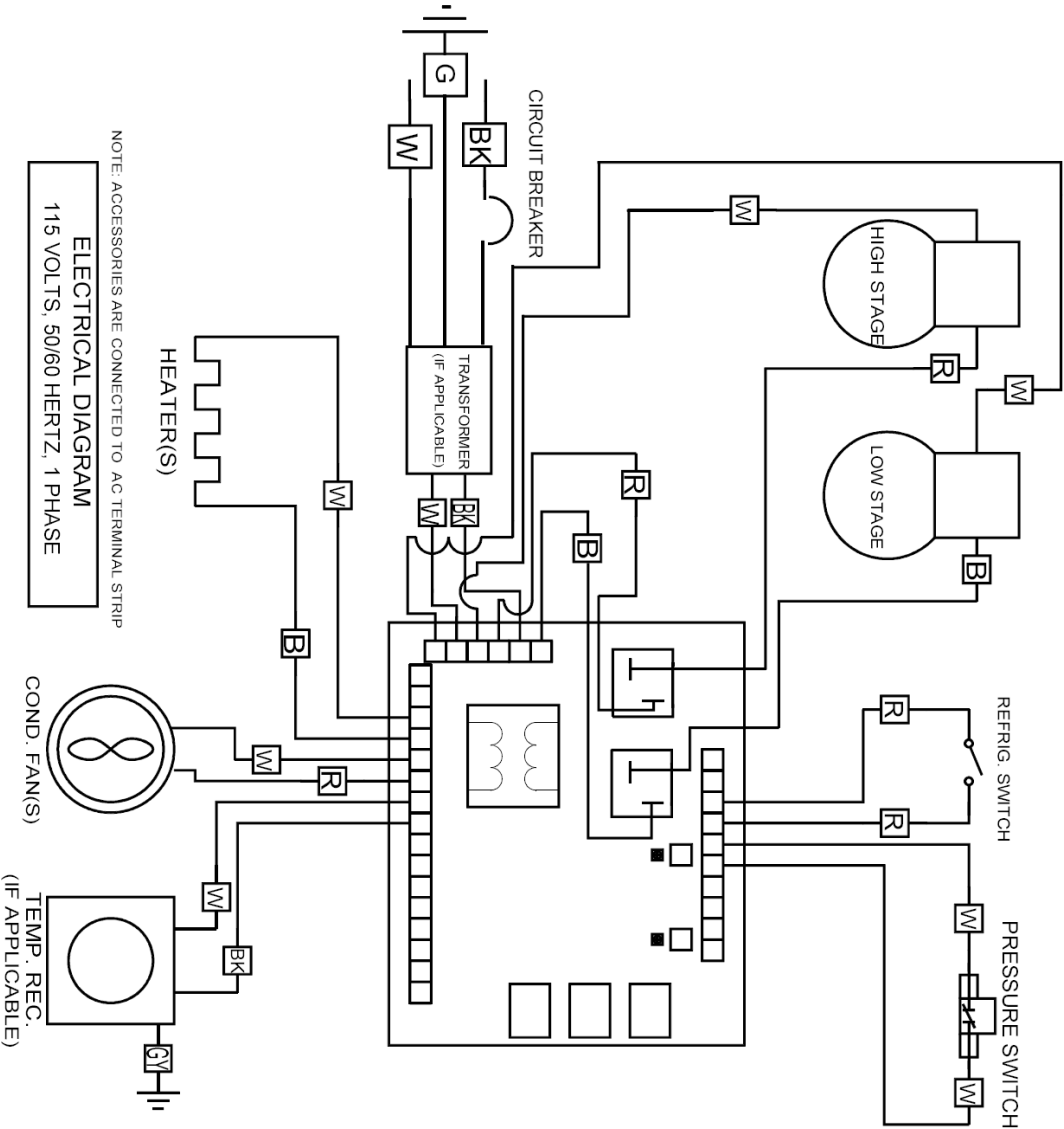 ELECTRICAL DIAGRAM
115 VOLTS, 50/60 HERTZ, 1 PHASE
NOTE: ACCESSORIES ARE CONNECTED TO AC TERMINAL STRIP
G
W
BK
CIRCUIT BREAKER
TRANSFORMER
(IF APPLICABLE)
W
BK
HIGH STAGE
W
R
LOW STAGE
W
B
R
B
HEATER(S)
W
B
COND. FAN(S)
W
R
TEMP. REC.
(IF APPLICABLE)
W
BK
GY
REFRIG. SWITCH
R
R
PRESSURE SWITCH
W
W